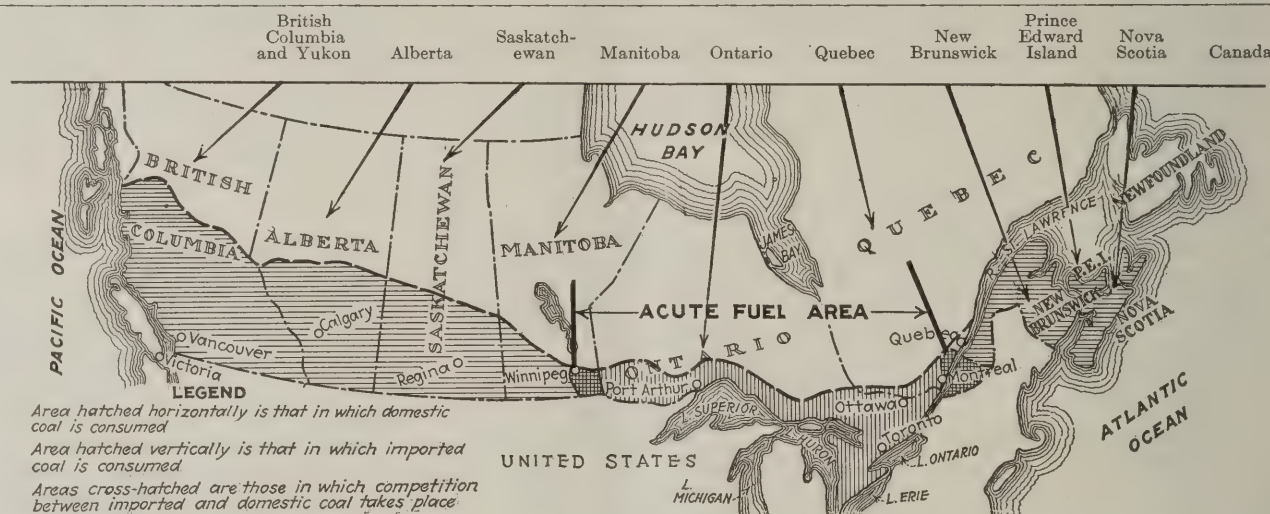 British
Columbia
and Yukon
Alberta
Saskatch-
ewan
Manitoba
Ontario
Quebec
New
Brunswick
Prince
Edward
Island
Nova
Scotia
Canada
HUDSON
BAY
JAMES
BAY
PACIFIC OCEAN
BRITISH
COLUMBIA
ALBERTA
SASKATCHEWAN
MANITOBA
ONTARIO
QUEBEC
NEWFOUNDLAND
ST. LAWRENCE
P.E.I.
NEW
BRUNSWICK
NOVA
SCOTIA
ACUTE FUEL AREA
Vancouver
Victoria
Calgary
Regina
Winnipeg
Port Arthur
Ottawa
Toronto
Quebec
Montreal
L. SUPERIOR
HURON
L.
MICHIGAN
L. ONTARIO
L. ERIE
UNITED STATES
ATLANTIC
OCEAN
LEGEND
Area hatched horizontally is that in which domestic
coal is consumed
Area hatched vertically is that in which imported
coal is consumed
Areas cross-hatched are those in which competition
between imported and domestic coal takes place